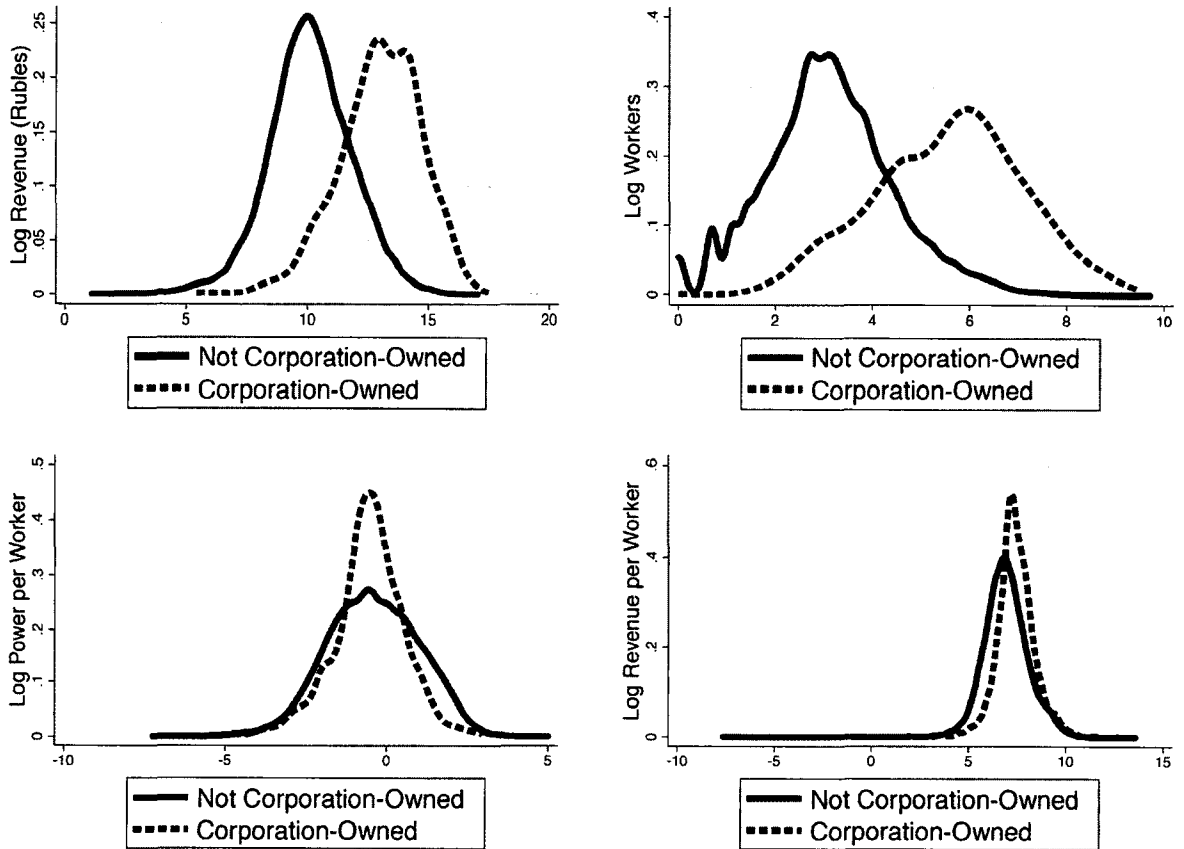 Log Revenue (Rubles)
0 .05 .1 .15 .2 .25
0 5 10 15 20
Not Corporation-Owned
Corporation-Owned
Log Workers
0 .1 .2 .3 .4
0 2 4 6 8 10
Not Corporation-Owned
Corporation-Owned
Log Power per Worker
0 .1 .2 .3 .4 .5
-10 -5 0 5
Not Corporation-Owned
Corporation-Owned
Log Revenue per Worker
0 .2 .4 .6
-10 -5 0 5 10 15
Not Corporation-Owned
Corporation-Owned